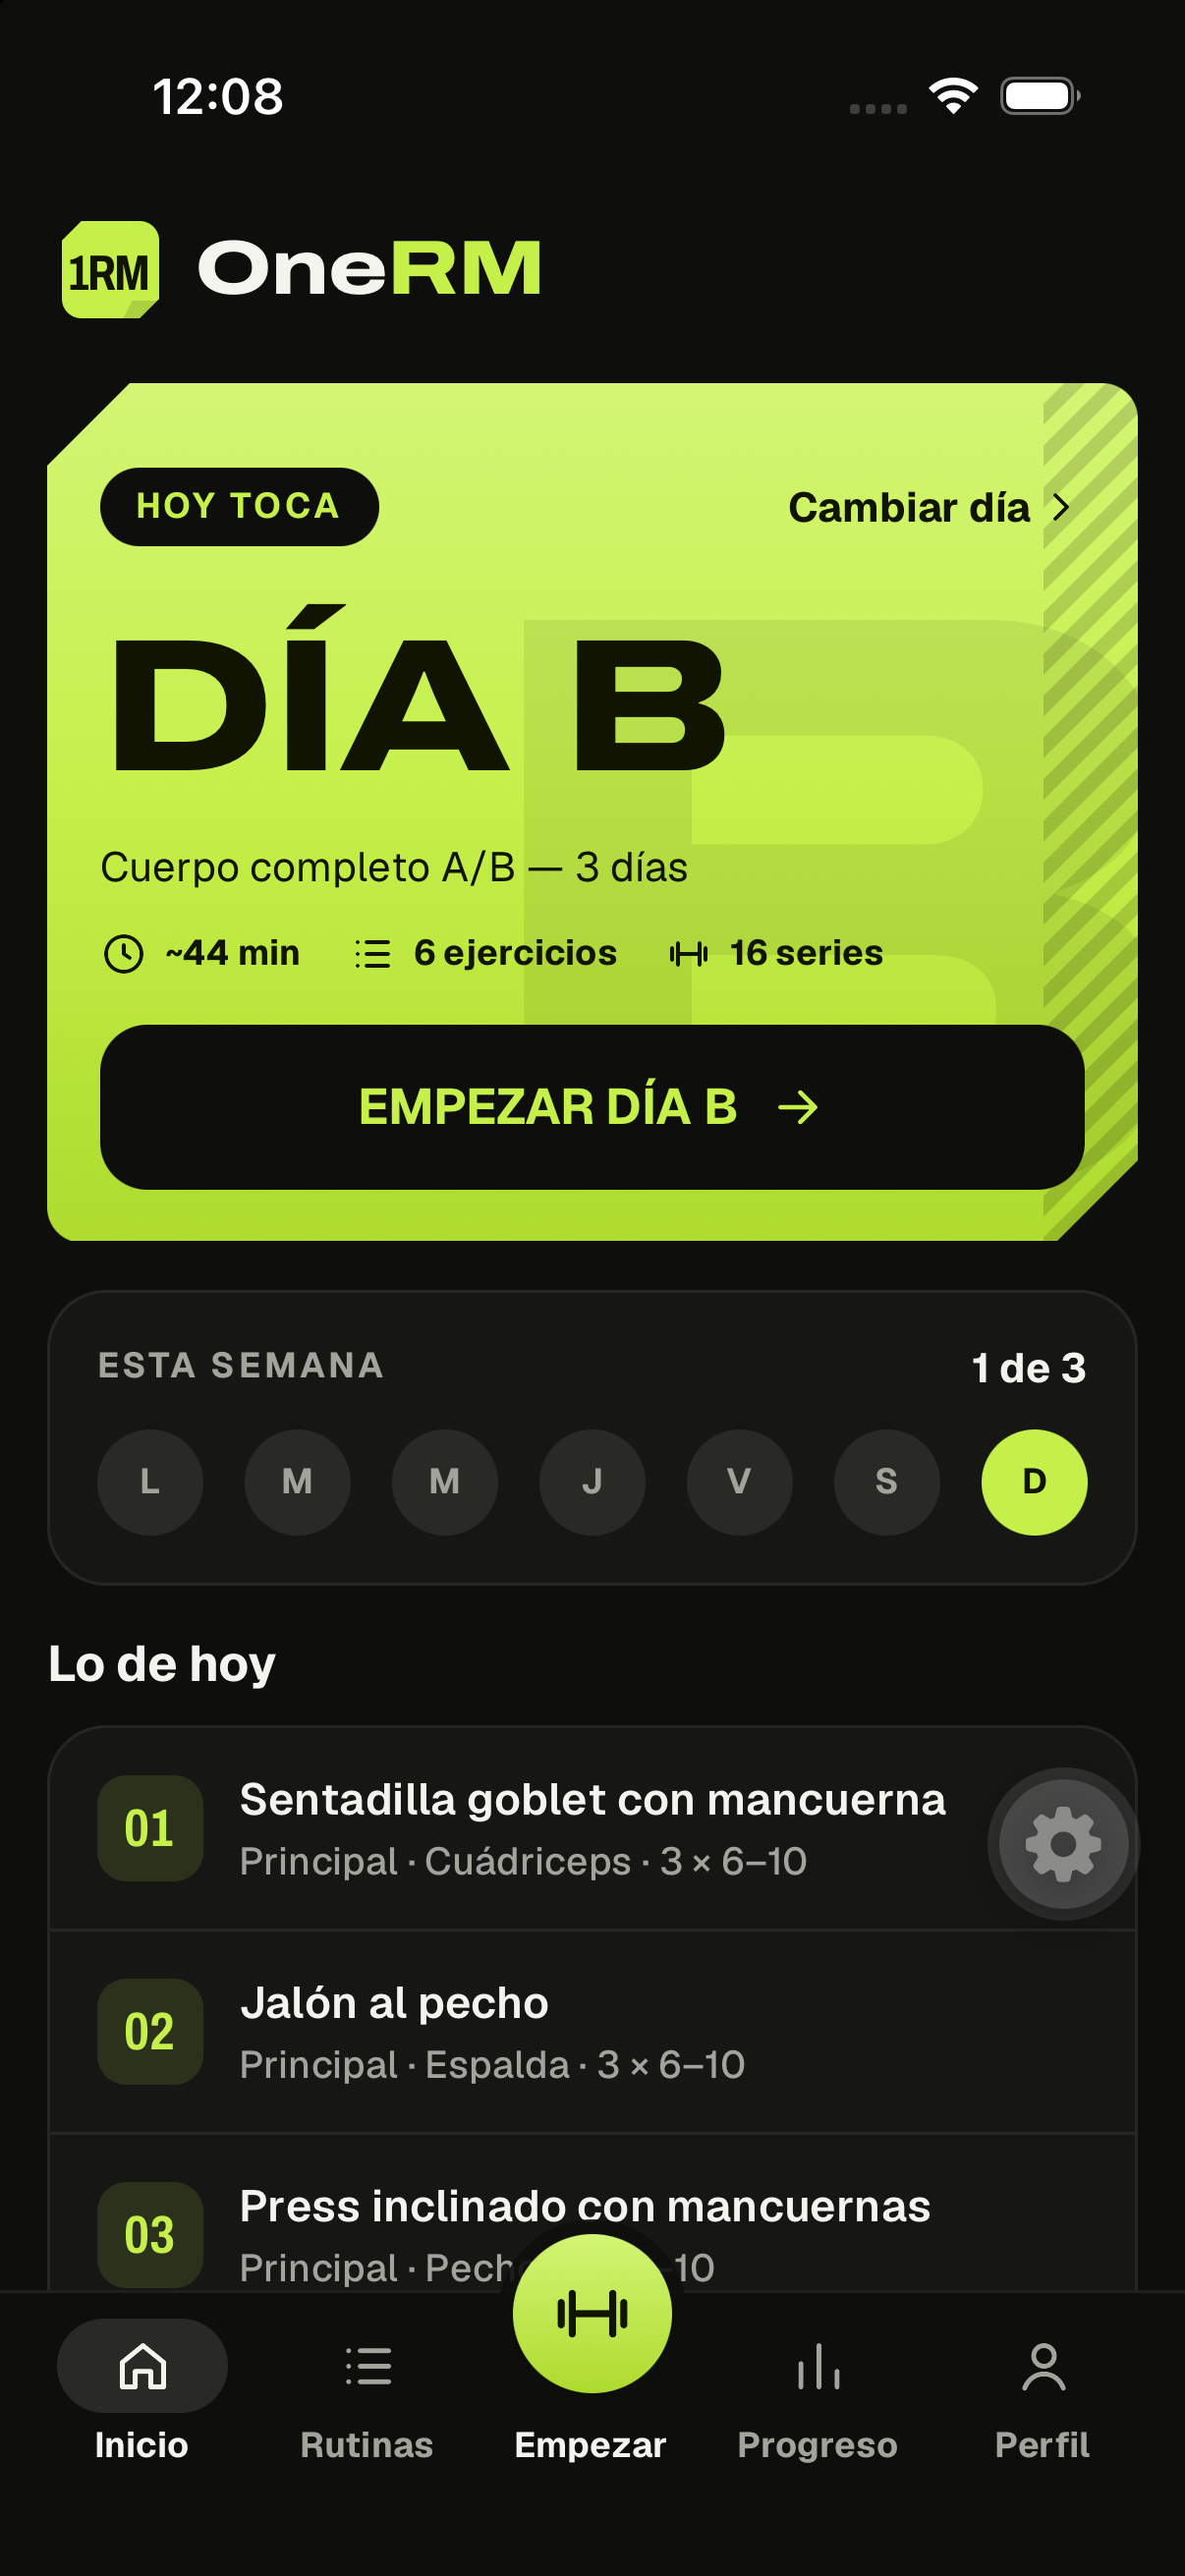 12:08
1RM OneRM
HOY TOCA
Cambiar día
DÍA B
Cuerpo completo A/B — 3 días
~44 min 6 ejercicios 16 series
EMPEZAR DÍA B →
ESTA SEMANA 1 de 3
L M M J V S D
Lo de hoy
01 Sentadilla goblet con mancuerna
Principal · Cuádriceps · 3 × 6–10
02 Jalón al pecho
Principal · Espalda · 3 × 6–10
03 Press inclinado con mancuernas
Principal ·
Inicio Rutinas Empezar Progreso Perfil